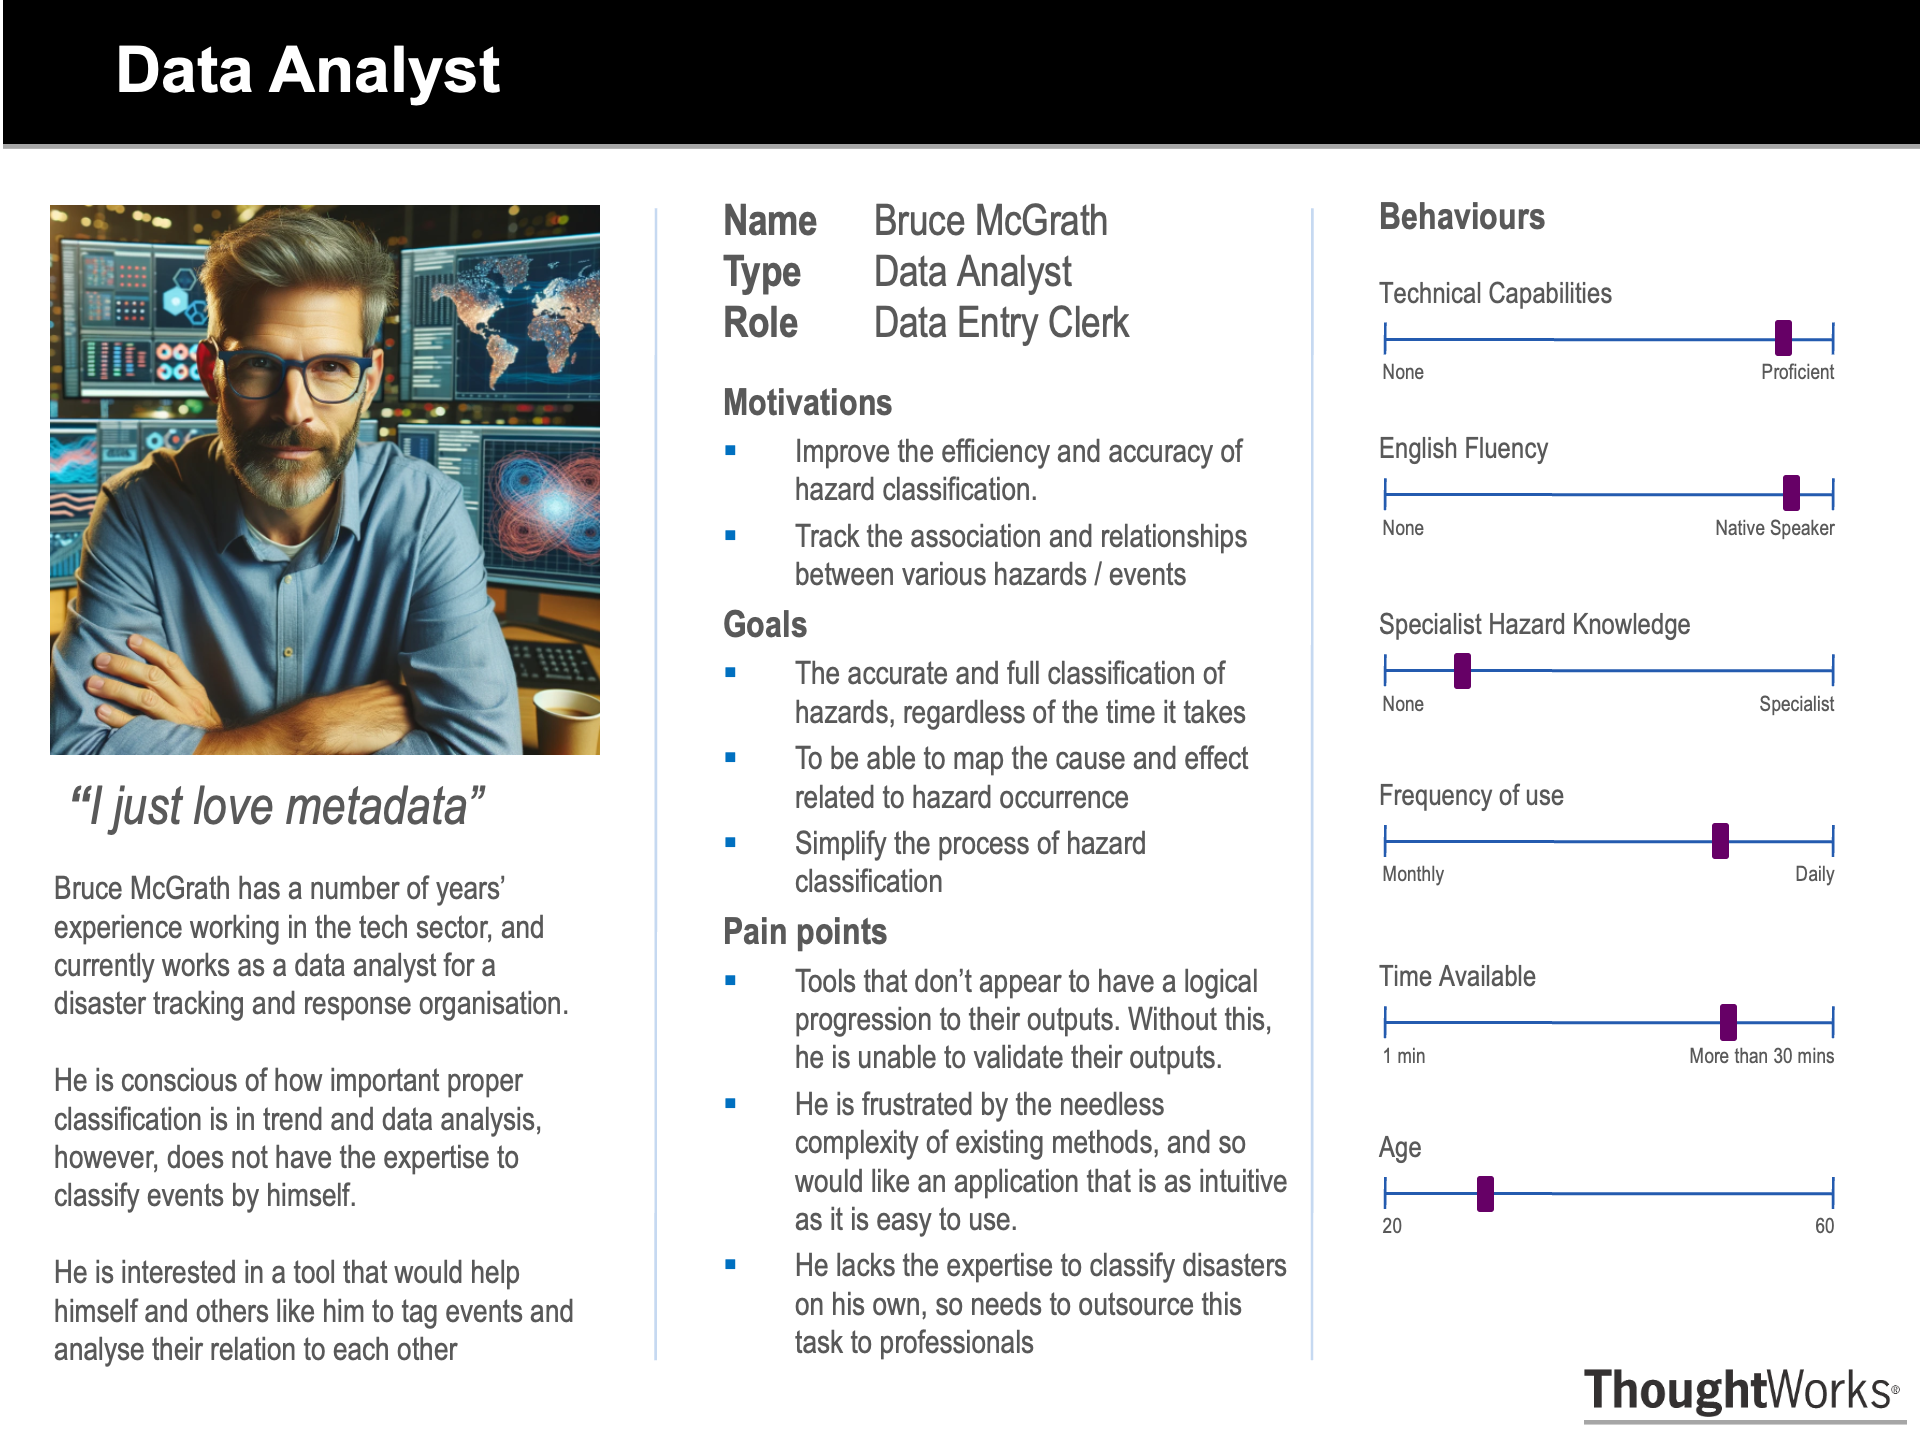 Data Analyst
“I just love metadata”
Bruce McGrath has a number of years’
experience working in the tech sector, and
currently works as a data analyst for a
disaster tracking and response organisation.
He is conscious of how important proper
classification is in trend and data analysis,
however, does not have the expertise to
classify events by himself.
He is interested in a tool that would help
himself and others like him to tag events and
analyse their relation to each other
Name Bruce McGrath
Type Data Analyst
Role Data Entry Clerk
Motivations
▪ Improve the efficiency and accuracy of
hazard classification.
▪ Track the association and relationships
between various hazards / events
Goals
▪ The accurate and full classification of
hazards, regardless of the time it takes
▪ To be able to map the cause and effect
related to hazard occurrence
▪ Simplify the process of hazard
classification
Pain points
▪ Tools that don’t appear to have a logical
progression to their outputs. Without this,
he is unable to validate their outputs.
▪ He is frustrated by the needless
complexity of existing methods, and so
would like an application that is as intuitive
as it is easy to use.
▪ He lacks the expertise to classify disasters
on his own, so needs to outsource this
task to professionals
Behaviours
Technical Capabilities
None Proficient
English Fluency
None Native Speaker
Specialist Hazard Knowledge
None Specialist
Frequency of use
Monthly Daily
Time Available
1 min More than 30 mins
Age
20 60
ThoughtWorks®